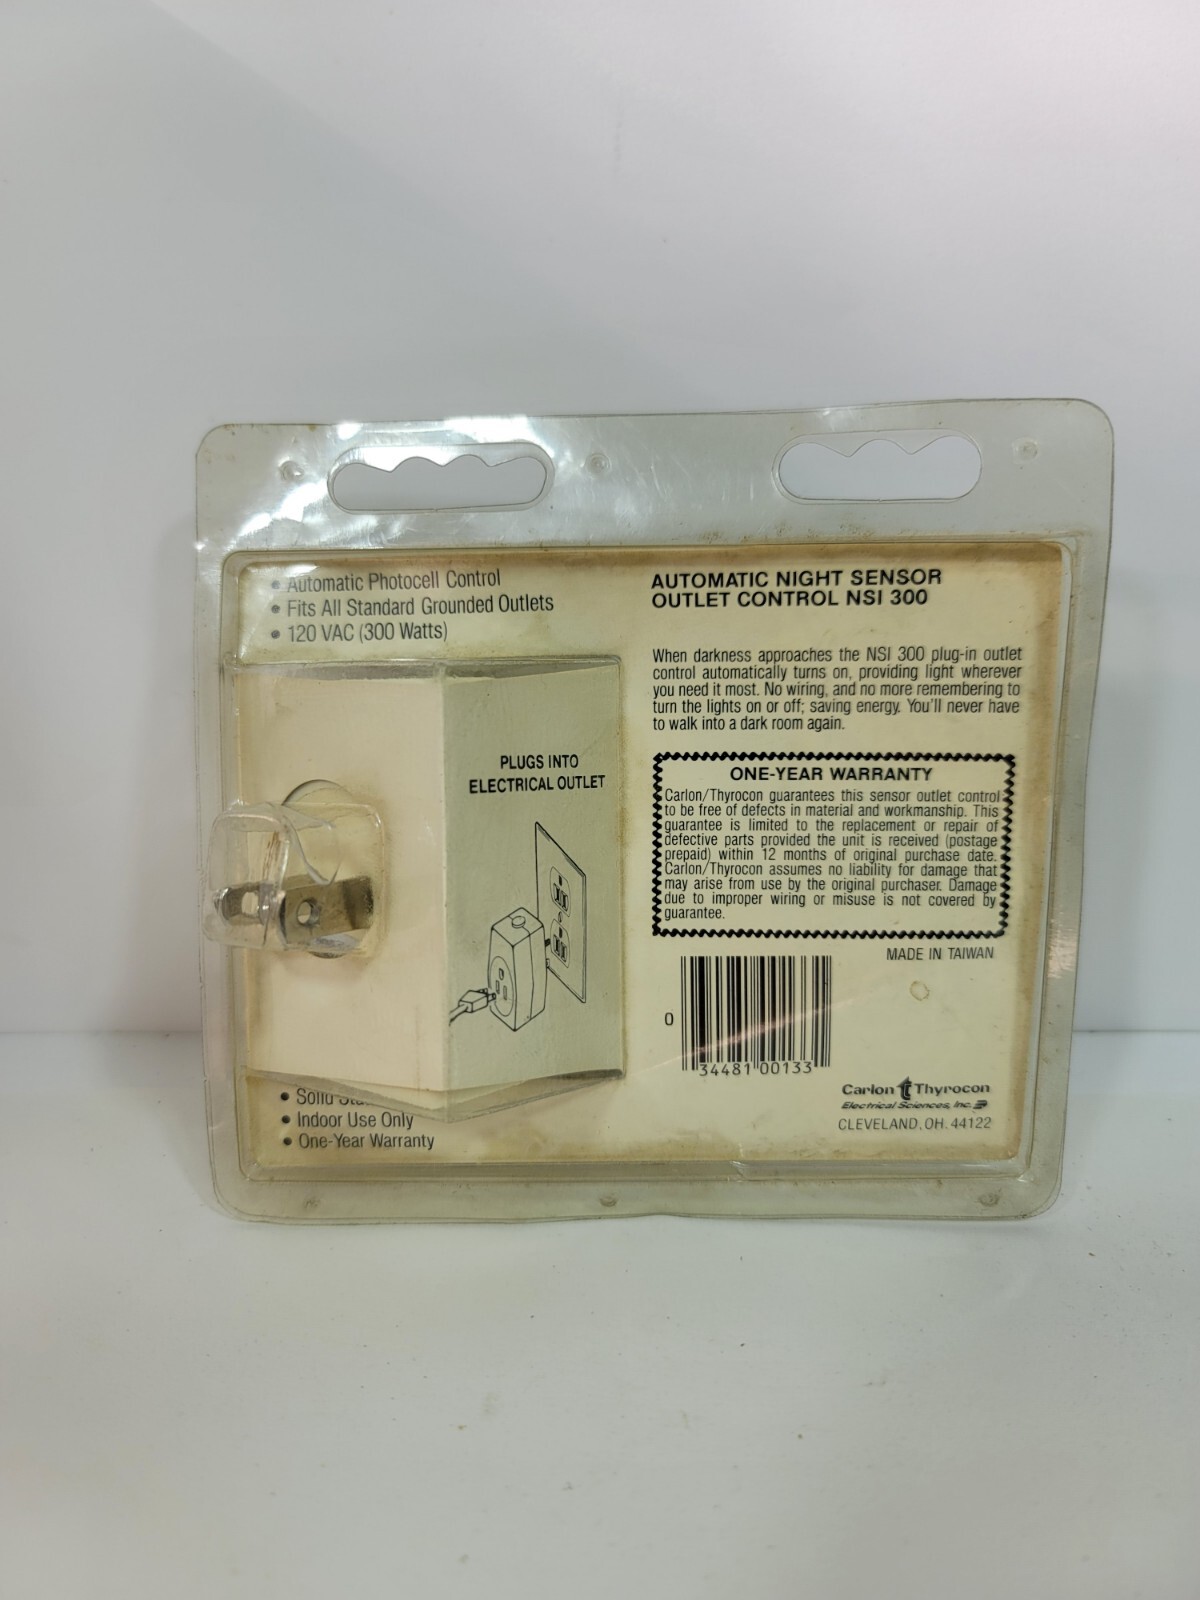 • Automatic Photocell Control
• Fits All Standard Grounded Outlets
• 120 VAC (300 Watts)
PLUGS INTO
ELECTRICAL OUTLET
• Solid
• Indoor Use Only
• One-Year Warranty
AUTOMATIC NIGHT SENSOR
OUTLET CONTROL NSI 300
When darkness approaches the NSI 300 plug-in outlet
control automatically turns on, providing light wherever
you need it most. No wiring, and no more remembering to
turn the lights on or off; saving energy. You'll never have
to walk into a dark room again.
ONE-YEAR WARRANTY
Carlon/Thyrocon guarantees this sensor outlet control
to be free of defects in material and workmanship. This
guarantee is limited to the replacement or repair of
defective parts provided the unit is received (postage
prepaid) within 12 months of original purchase date.
Carlon/Thyrocon assumes no liability for damage that
may arise from use by the original purchaser. Damage
due to improper wiring or misuse is not covered by
guarantee.
MADE IN TAIWAN
0 34481 00133
Carlon Thyrocon
Electrical Sciences, Inc.
CLEVELAND, OH. 44122